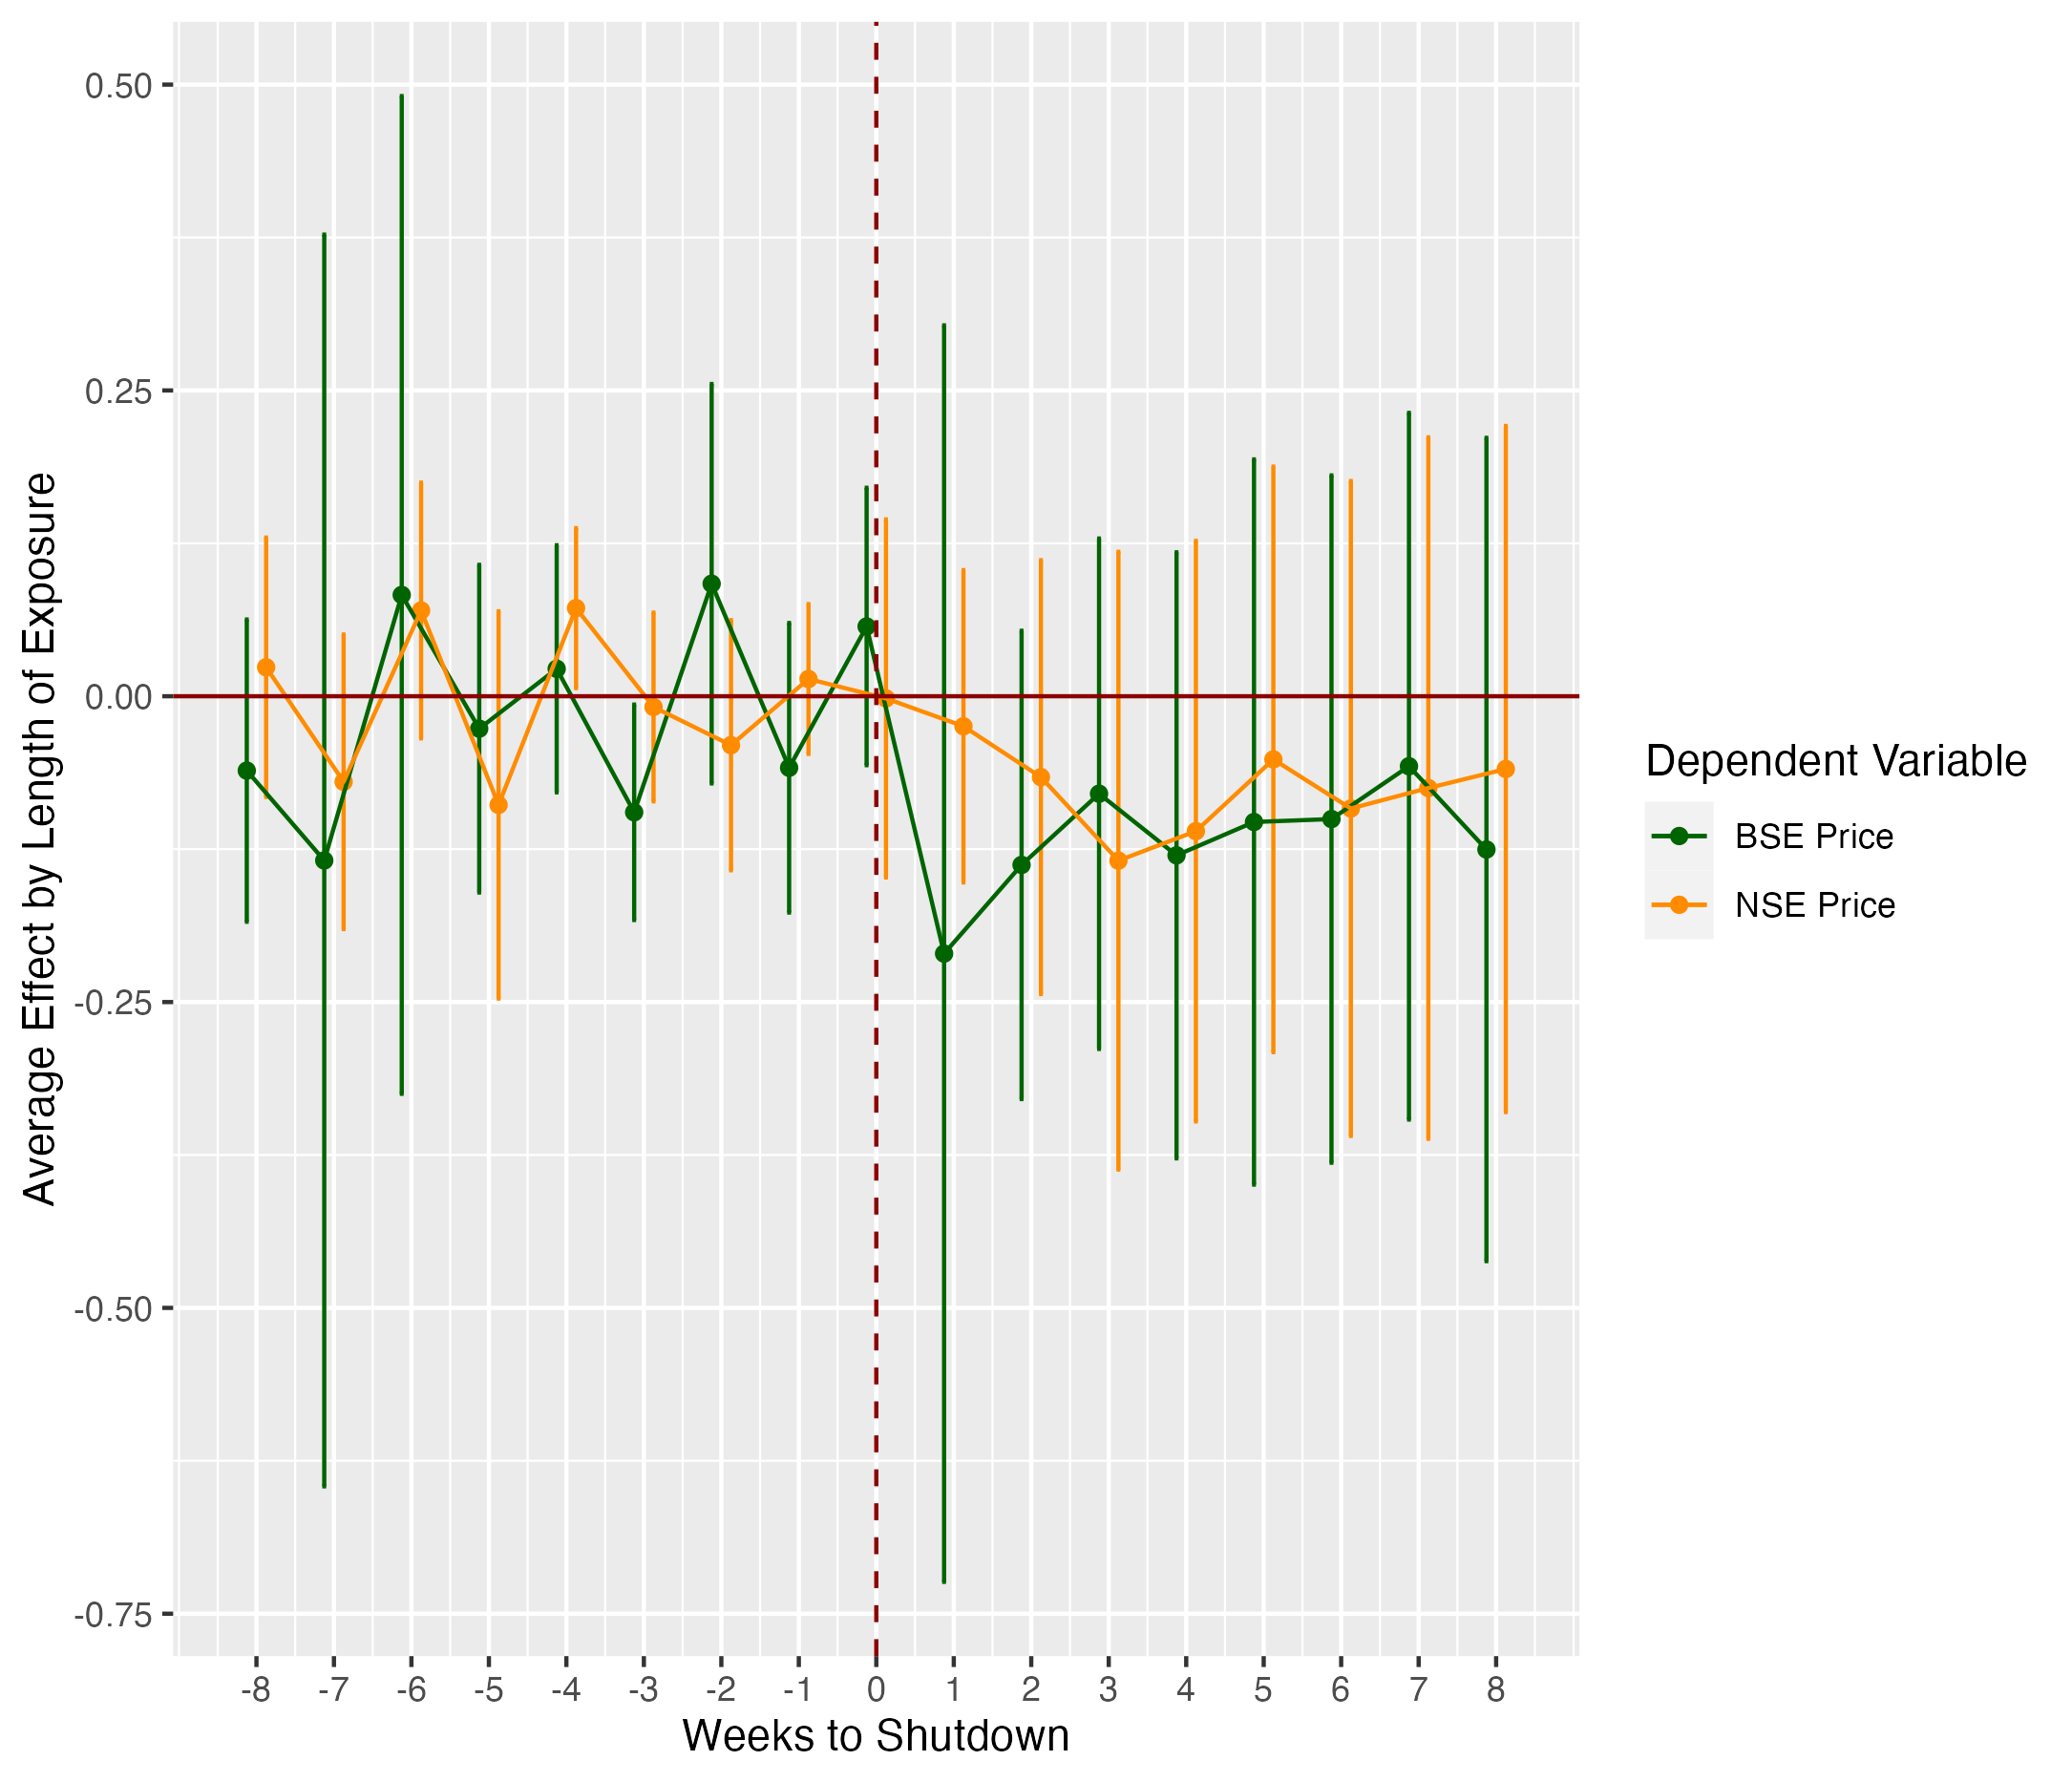 Average Effect by Length of Exposure
0.50
0.25
0.00
-0.25
-0.50
-0.75
-8 -7 -6 -5 -4 -3 -2 -1 0 1 2 3 4 5 6 7 8
Weeks to Shutdown
Dependent Variable
BSE Price
NSE Price